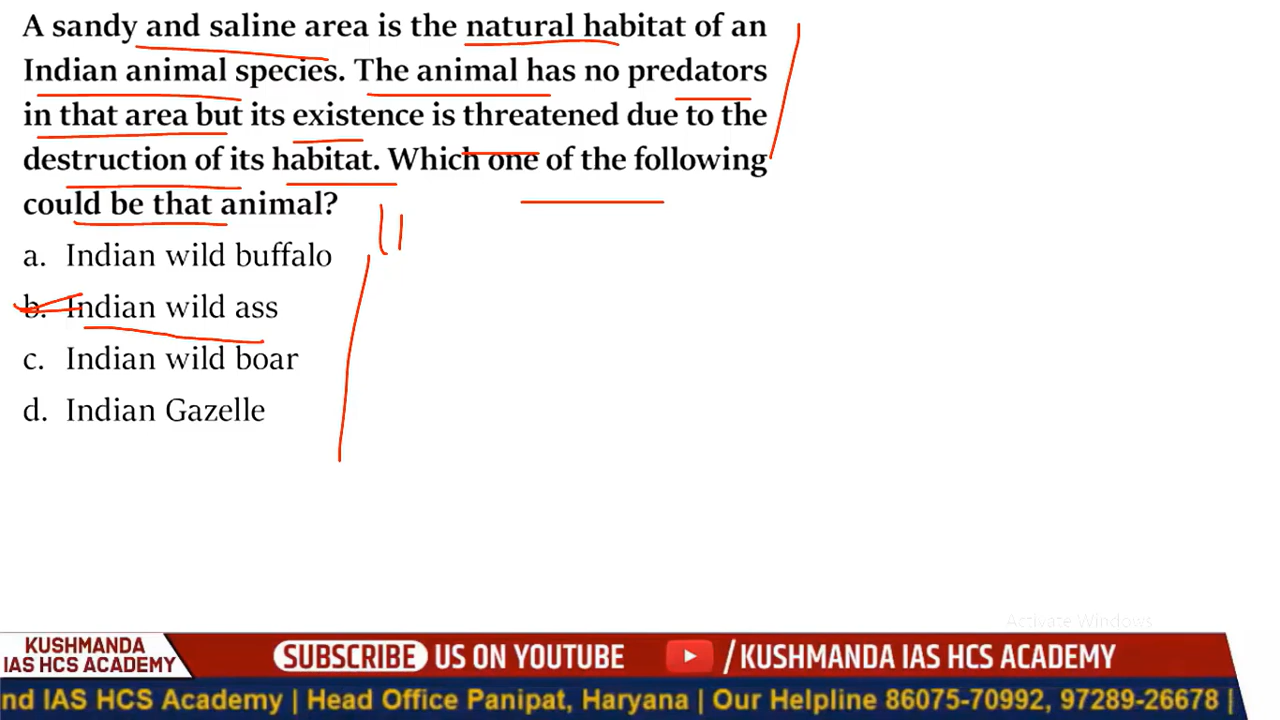 A sandy and saline area is the natural habitat of an
Indian animal species. The animal has no predators
in that area but its existence is threatened due to the
destruction of its habitat. Which one of the following
could be that animal?
a. Indian wild buffalo
b. Indian wild ass
c. Indian wild boar
d. Indian Gazelle
Activate Windows
KUSHMANDA
IAS HCS ACADEMY
SUBSCRIBE US ON YOUTUBE /KUSHMANDA IAS HCS ACADEMY
nd IAS HCS Academy | Head Office Panipat, Haryana | Our Helpline 86075-70992, 97289-26678 |